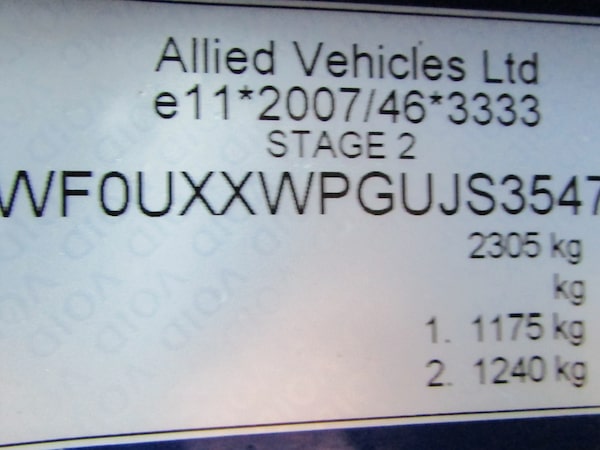 Allied Vehicles Ltd
e11*2007/46*3333
STAGE 2
WF0UXXWPGUJS3547
2305 kg
kg
1. 1175 kg
2. 1240 kg